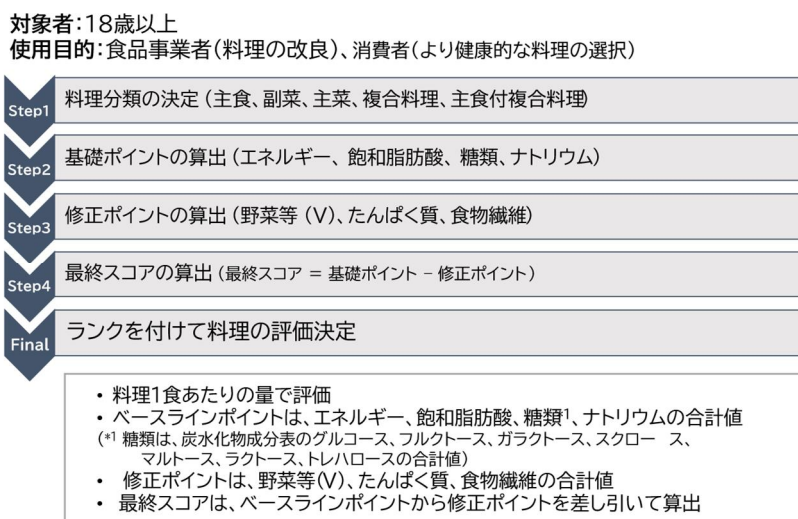 対象者:18歳以上
使用目的:食品事業者(料理の改良)、消費者(より健康的な料理の選択)
Step1 料理分類の決定 (主食、副菜、主菜、複合料理、主食付複合料理)
Step2 基礎ポイントの算出 (エネルギー、 飽和脂肪酸、 糖類、ナトリウム)
Step3 修正ポイントの算出 (野菜等 (V)、たんぱく質、食物繊維)
Step4 最終スコアの算出 (最終スコア = 基礎ポイント − 修正ポイント)
Final ランクを付けて料理の評価決定
• 料理1食あたりの量で評価
• ベースラインポイントは、エネルギー、飽和脂肪酸、糖類¹、ナトリウムの合計値
(*¹ 糖類は、炭水化物成分表のグルコース、フルクトース、ガラクトース、スクロー ス、
マルトース、ラクトース、トレハロースの合計値)
• 修正ポイントは、野菜等(V)、たんぱく質、食物繊維の合計値
• 最終スコアは、ベースラインポイントから修正ポイントを差し引いて算出